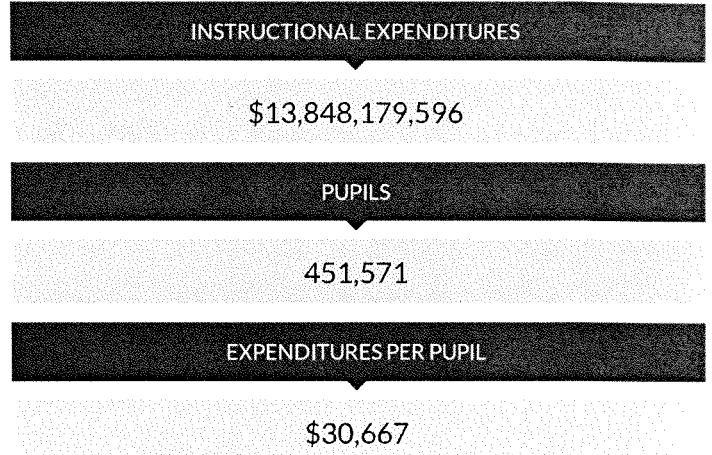 INSTRUCTIONAL EXPENDITURES
$13,848,179,596
PUPILS
451,571
EXPENDITURES PER PUPIL
$30,667